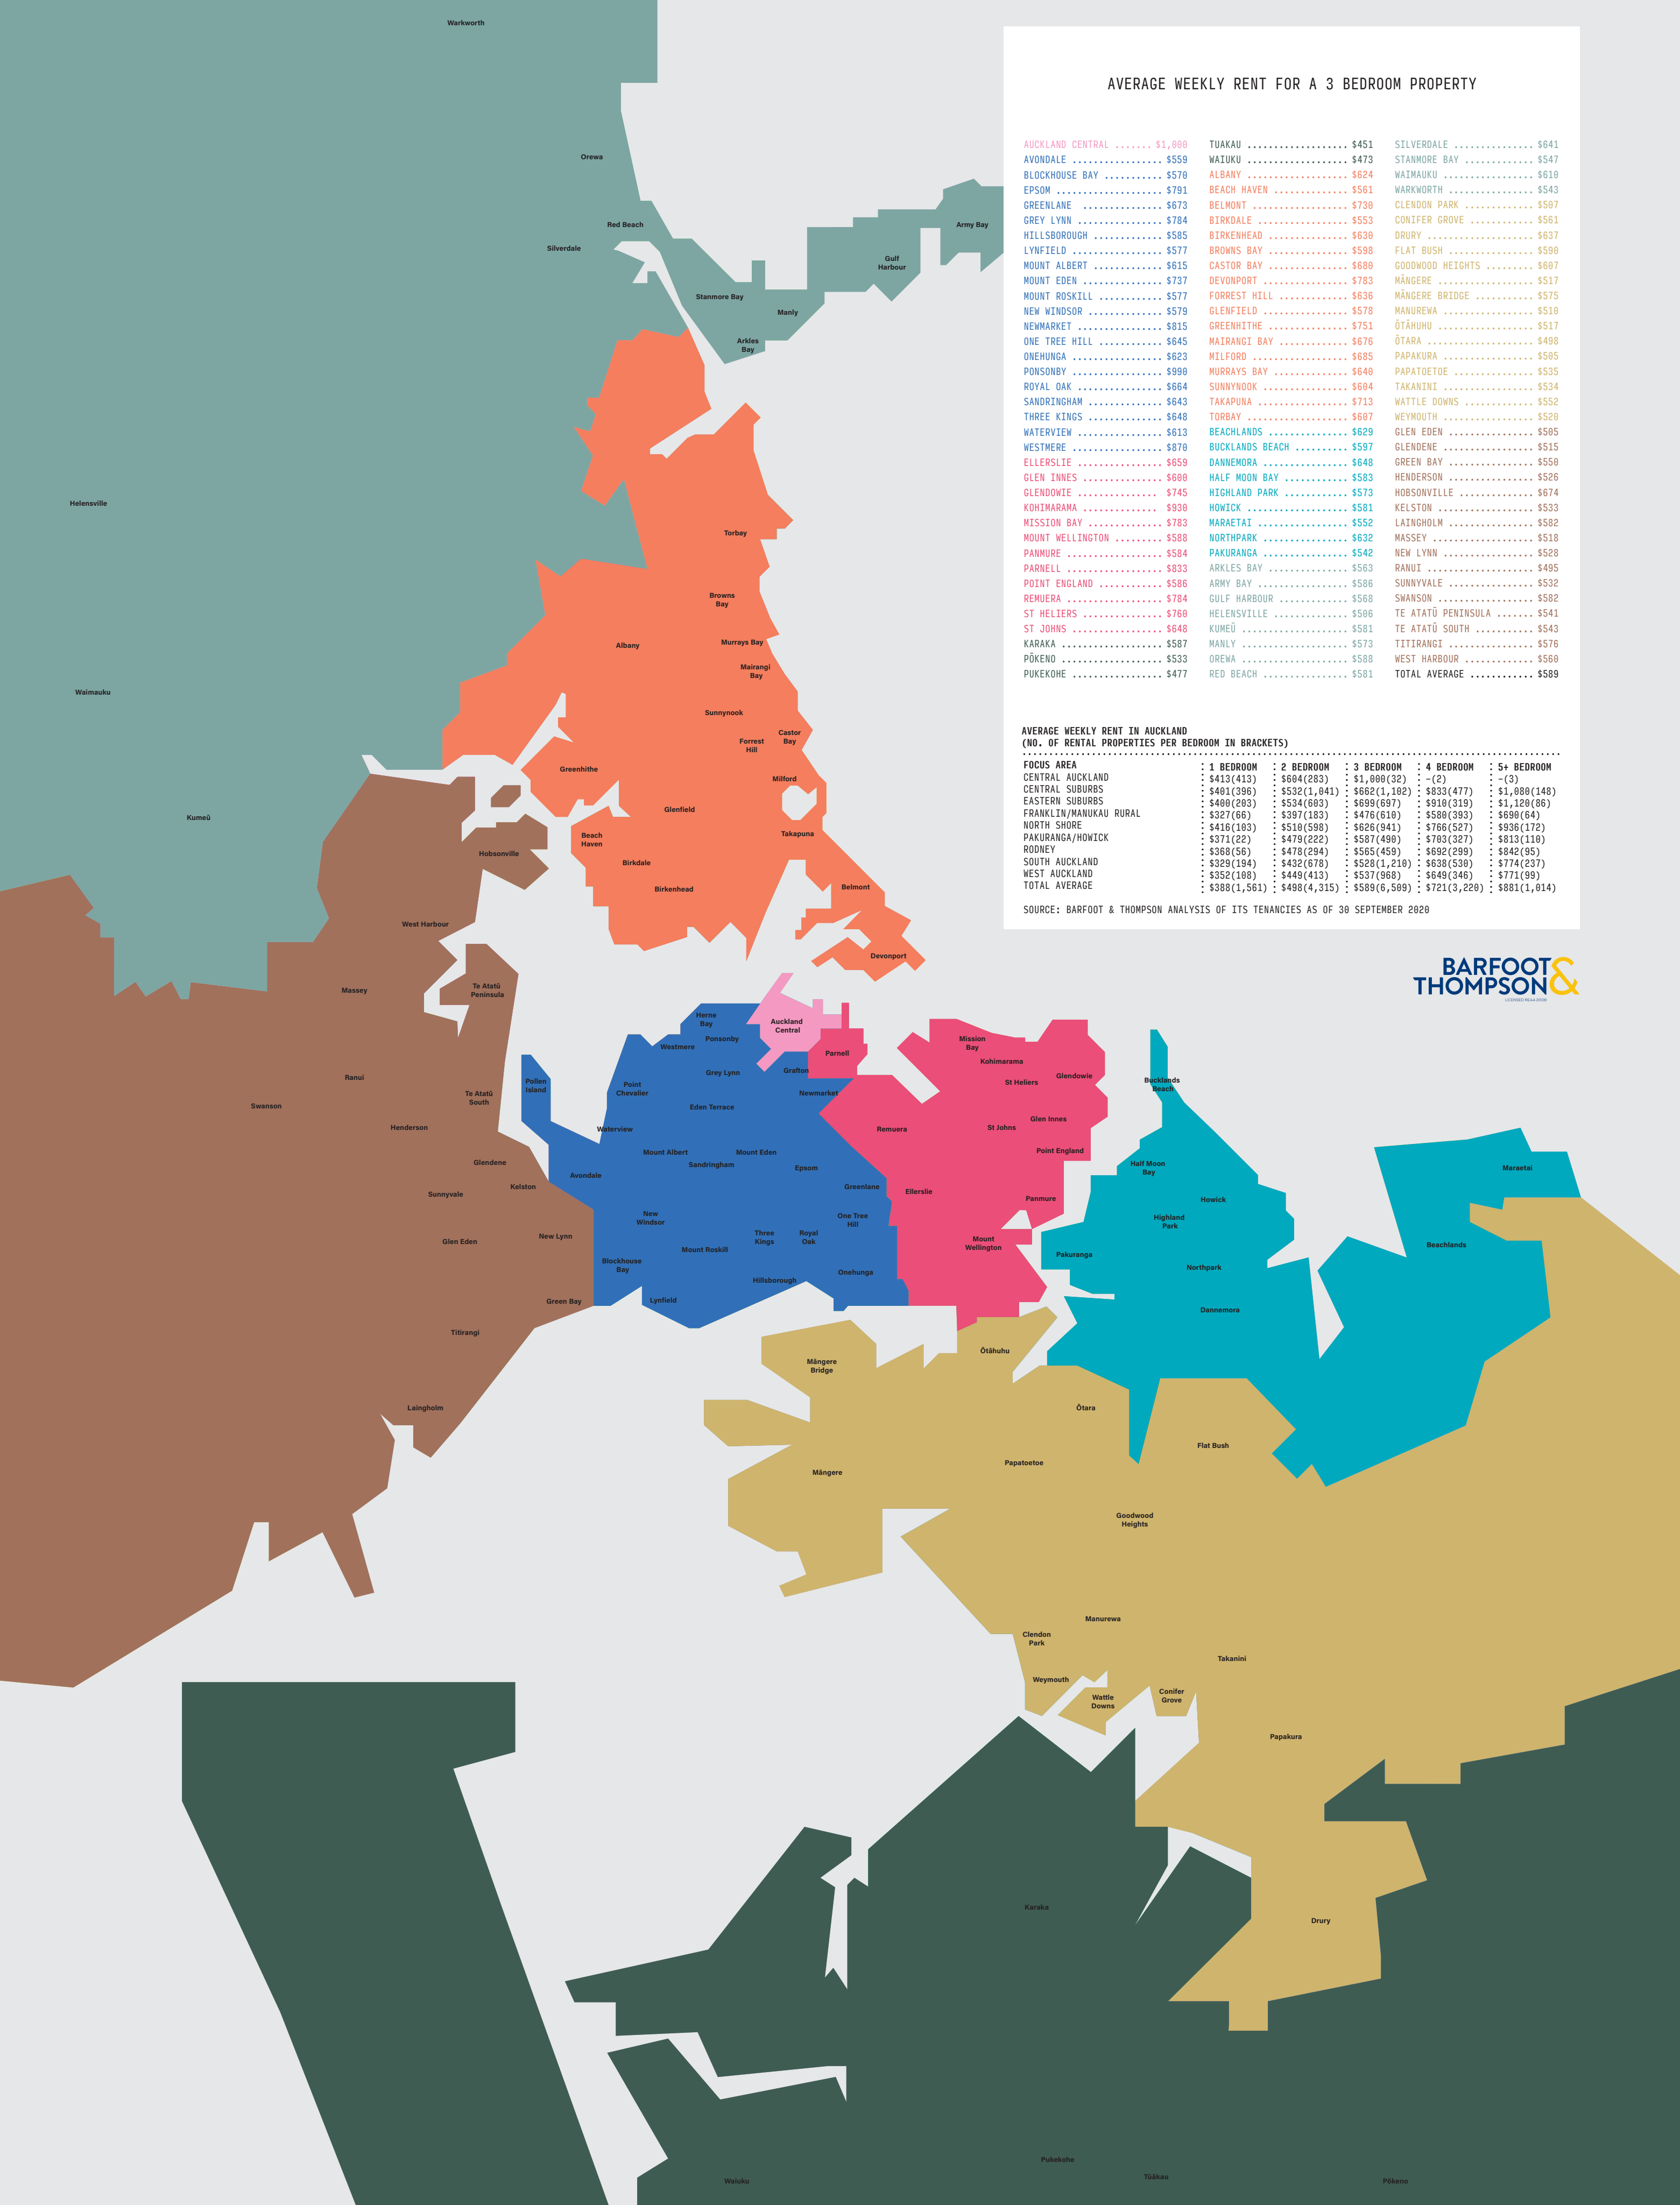 Warkworth
Orewa
Red Beach
Silverdale
Army Bay
Gulf
Harbour
Stanmore Bay
Manly
Arkles
Bay
Helensville
Torbay
Browns
Bay
Albany
Murrays Bay
Mairangi
Bay
Waimauku
Sunnynook
Castor
Bay
Forrest
Hill
Greenhithe
Milford
Glenfield
Kumeū
Beach
Haven
Takapuna
Hobsonville
Birkdale
Birkenhead
Belmont
West Harbour
Devonport
Massey
Te Atatū
Peninsula
Herne
Bay
Auckland
Central
Ponsonby
Westmere
Parnell
Mission
Bay
Kohimarama
Grey Lynn
Grafton
Ranui
Pollen
Island
Point
Chevalier
St Heliers
Glendowie
Bucklands
Beach
Te Atatū
South
Newmarket
Swanson
Eden Terrace
Glen Innes
Henderson
Waterview
Remuera
St Johns
Mount Albert
Mount Eden
Point England
Glendene
Sandringham
Epsom
Half Moon
Bay
Maraetai
Avondale
Kelston
Greenlane
Ellerslie
Sunnyvale
Panmure
Howick
New
Windsor
One Tree
Hill
Highland
Park
New Lynn
Three
Kings
Royal
Oak
Glen Eden
Mount
Wellington
Beachlands
Mount Roskill
Pakuranga
Blockhouse
Bay
Northpark
Onehunga
Hillsborough
Green Bay
Lynfield
Dannemora
Titirangi
Ōtāhuhu
Māngere
Bridge
Laingholm
Ōtara
Flat Bush
Papatoetoe
Māngere
Goodwood
Heights
Manurewa
Clendon
Park
Takanini
Weymouth
Conifer
Grove
Wattle
Downs
Papakura
Karaka
Drury
Pukekohe
Tūākau
Waiuku
Pōkeno
AVERAGE WEEKLY RENT FOR A 3 BEDROOM PROPERTY
AUCKLAND CENTRAL ....... $1,000
AVONDALE ................ $559
BLOCKHOUSE BAY ........... $570
EPSOM ................... $791
GREENLANE ............... $673
GREY LYNN ............... $784
HILLSBOROUGH ............. $585
LYNFIELD ................ $577
MOUNT ALBERT ............. $615
MOUNT EDEN .............. $737
MOUNT ROSKILL ............ $577
NEW WINDSOR .............. $579
NEWMARKET ............... $815
ONE TREE HILL ............ $645
ONEHUNGA ................ $623
PONSONBY ................ $990
ROYAL OAK ............... $664
SANDRINGHAM .............. $643
THREE KINGS .............. $648
WATERVIEW ............... $613
WESTMERE ................ $870
ELLERSLIE ............... $659
GLEN INNES .............. $600
GLENDOWIE .............. $745
KOHIMARAMA ............. $930
MISSION BAY .............. $783
MOUNT WELLINGTON ......... $588
PANMURE ................. $584
PARNELL ................. $833
POINT ENGLAND ............ $586
REMUERA ................. $784
ST HELIERS .............. $760
ST JOHNS ................ $648
KARAKA .................. $587
PŌKENO .................. $533
PUKEKOHE ................ $477
TUAKAU .................. $451
WAIUKU .................. $473
ALBANY .................. $624
BEACH HAVEN .............. $561
BELMONT ................. $730
BIRKDALE ................ $553
BIRKENHEAD .............. $630
BROWNS BAY .............. $598
CASTOR BAY .............. $680
DEVONPORT ............... $783
FORREST HILL ............. $636
GLENFIELD ............... $578
GREENHITHE .............. $751
MAIRANGI BAY ............. $676
MILFORD ................. $685
MURRAYS BAY .............. $640
SUNNYNOOK ............... $604
TAKAPUNA ................ $713
TORBAY .................. $607
BEACHLANDS .............. $629
BUCKLANDS BEACH ......... $597
DANNEMORA ............... $648
HALF MOON BAY ............ $583
HIGHLAND PARK ............ $573
HOWICK .................. $581
MARAETAI ................ $552
NORTHPARK ............... $632
PAKURANGA ............... $542
ARKLES BAY .............. $563
ARMY BAY ................ $586
GULF HARBOUR ............. $568
HELENSVILLE .............. $506
KUMEŪ ................... $581
MANLY ................... $573
OREWA ................... $588
RED BEACH ............... $581
SILVERDALE .............. $641
STANMORE BAY ............. $547
WAIMAUKU ................ $610
WARKWORTH ............... $543
CLENDON PARK ............. $507
CONIFER GROVE ............ $561
DRURY ................... $637
FLAT BUSH ............... $590
GOODWOOD HEIGHTS ......... $607
MĀNGERE ................. $517
MĀNGERE BRIDGE ........... $575
MANUREWA ................ $510
ŌTĀHUHU ................. $517
ŌTARA ................... $498
PAPAKURA ................ $505
PAPATOETOE .............. $535
TAKANINI ................ $534
WATTLE DOWNS ............. $552
WEYMOUTH ................ $520
GLEN EDEN ............... $505
GLENDENE ................ $515
GREEN BAY ............... $550
HENDERSON ............... $526
HOBSONVILLE .............. $674
KELSTON ................. $533
LAINGHOLM ............... $582
MASSEY .................. $518
NEW LYNN ................ $528
RANUI ................... $495
SUNNYVALE ............... $532
SWANSON ................. $582
TE ATATŪ PENINSULA ....... $541
TE ATATŪ SOUTH ........... $543
TITIRANGI ............... $576
WEST HARBOUR ............. $560
TOTAL AVERAGE ............ $589
AVERAGE WEEKLY RENT IN AUCKLAND
(NO. OF RENTAL PROPERTIES PER BEDROOM IN BRACKETS)
FOCUS AREA 1 BEDROOM 2 BEDROOM 3 BEDROOM 4 BEDROOM 5+ BEDROOM
CENTRAL AUCKLAND $413(413) $604(283) $1,000(32) –(2) –(3)
CENTRAL SUBURBS $401(396) $532(1,041) $662(1,102) $833(477) $1,080(148)
EASTERN SUBURBS $400(203) $534(603) $699(697) $910(319) $1,120(86)
FRANKLIN/MANUKAU RURAL $327(66) $397(183) $476(610) $580(393) $690(64)
NORTH SHORE $416(103) $510(598) $626(941) $766(527) $936(172)
PAKURANGA/HOWICK $371(22) $479(222) $587(490) $703(327) $813(110)
RODNEY $368(56) $478(294) $565(459) $692(299) $842(95)
SOUTH AUCKLAND $329(194) $432(678) $528(1,210) $638(530) $774(237)
WEST AUCKLAND $352(108) $449(413) $537(968) $649(346) $771(99)
TOTAL AVERAGE $388(1,561) $498(4,315) $589(6,509) $721(3,220) $881(1,014)
SOURCE: BARFOOT & THOMPSON ANALYSIS OF ITS TENANCIES AS OF 30 SEPTEMBER 2020
BARFOOT &
THOMPSON
LICENSED REAA 2008